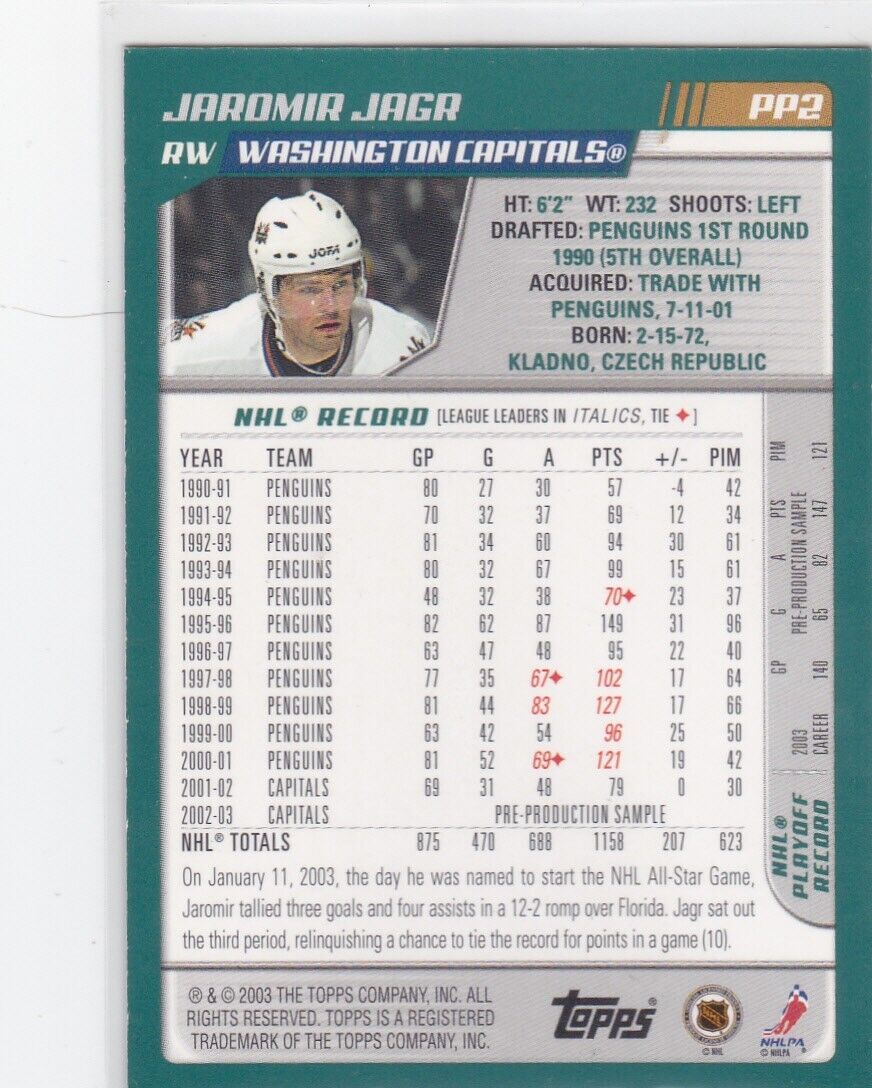 JAROMIR JAGR
PP2
RW WASHINGTON CAPITALS®
JOFA
HT: 6'2" WT: 232 SHOOTS: LEFT
DRAFTED: PENGUINS 1ST ROUND
1990 (5TH OVERALL)
ACQUIRED: TRADE WITH
PENGUINS, 7-11-01
BORN: 2-15-72,
KLADNO, CZECH REPUBLIC
NHL® RECORD [LEAGUE LEADERS IN ITALICS, TIE ✦]
YEAR TEAM GP G A PTS +/- PIM
1990-91 PENGUINS 80 27 30 57 -4 42
1991-92 PENGUINS 70 32 37 69 12 34
1992-93 PENGUINS 81 34 60 94 30 61
1993-94 PENGUINS 80 32 67 99 15 61
1994-95 PENGUINS 48 32 38 70✦ 23 37
1995-96 PENGUINS 82 62 87 149 31 96
1996-97 PENGUINS 63 47 48 95 22 40
1997-98 PENGUINS 77 35 67✦ 102 17 64
1998-99 PENGUINS 81 44 83 127 17 66
1999-00 PENGUINS 63 42 54 96 25 50
2000-01 PENGUINS 81 52 69✦ 121 19 42
2001-02 CAPITALS 69 31 48 79 0 30
2002-03 CAPITALS PRE-PRODUCTION SAMPLE
NHL® TOTALS 875 470 688 1158 207 623
NHL®
PLAYOFF
RECORD
GP G A PTS PIM
2003 PRE-PRODUCTION SAMPLE
CAREER 140 65 82 147 121
On January 11, 2003, the day he was named to start the NHL All-Star Game,
Jaromir tallied three goals and four assists in a 12-2 romp over Florida. Jagr sat out
the third period, relinquishing a chance to tie the record for points in a game (10).
® & © 2003 THE TOPPS COMPANY, INC. ALL
RIGHTS RESERVED. TOPPS IS A REGISTERED
TRADEMARK OF THE TOPPS COMPANY, INC.
topps®
NHL
© NHL
NHLPA
© NHLPA